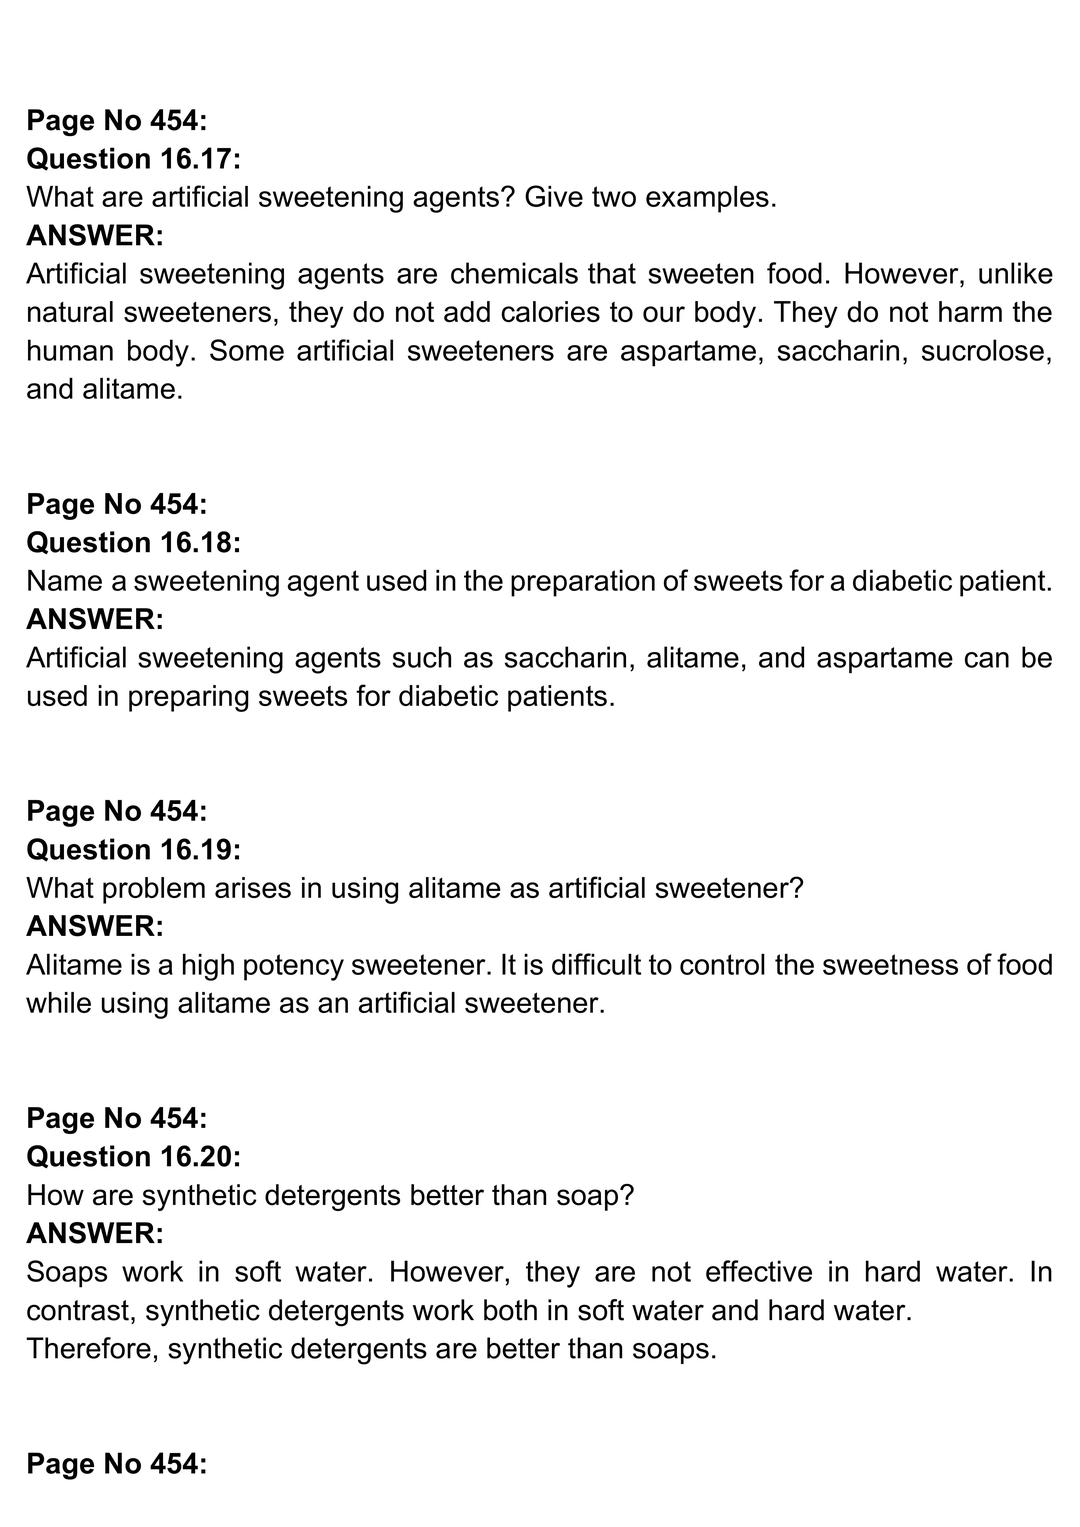 Page No 454:
Question 16.17:
What are artificial sweetening agents? Give two examples.
ANSWER:
Artificial sweetening agents are chemicals that sweeten food. However, unlike
natural sweeteners, they do not add calories to our body. They do not harm the
human body. Some artificial sweeteners are aspartame, saccharin, sucrolose,
and alitame.
Page No 454:
Question 16.18:
Name a sweetening agent used in the preparation of sweets for a diabetic patient.
ANSWER:
Artificial sweetening agents such as saccharin, alitame, and aspartame can be
used in preparing sweets for diabetic patients.
Page No 454:
Question 16.19:
What problem arises in using alitame as artificial sweetener?
ANSWER:
Alitame is a high potency sweetener. It is difficult to control the sweetness of food
while using alitame as an artificial sweetener.
Page No 454:
Question 16.20:
How are synthetic detergents better than soap?
ANSWER:
Soaps work in soft water. However, they are not effective in hard water. In
contrast, synthetic detergents work both in soft water and hard water.
Therefore, synthetic detergents are better than soaps.
Page No 454: